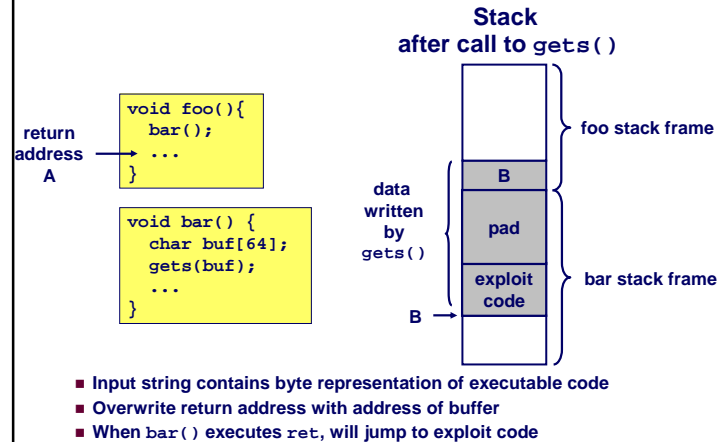 Stack
after call to gets()
void foo(){
bar();
...
}
return
address
A
void bar() {
char buf[64];
gets(buf);
...
}
foo stack frame
B
data
written
by
gets()
pad
exploit
code
bar stack frame
B
■ Input string contains byte representation of executable code
■ Overwrite return address with address of buffer
■ When bar() executes ret, will jump to exploit code